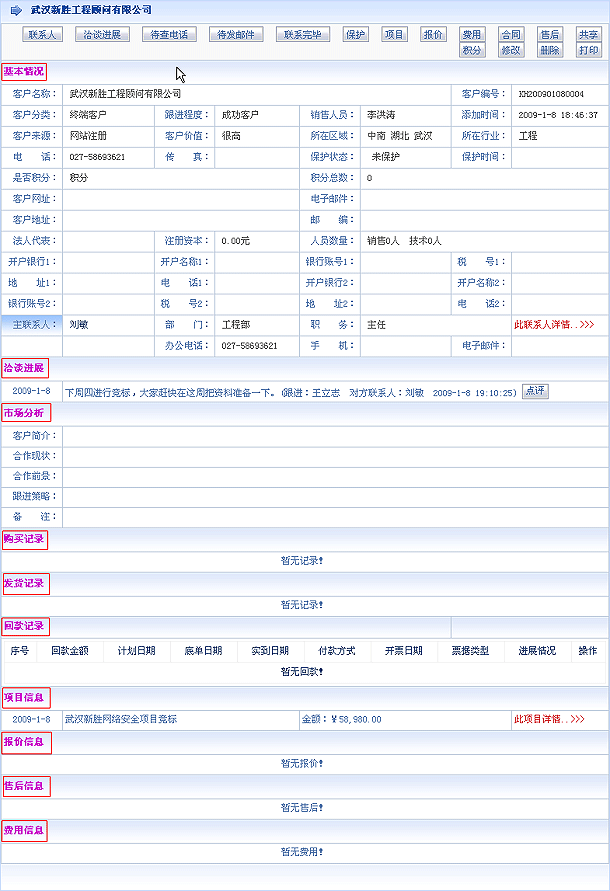 武汉新胜工程顾问有限公司
联系人 洽谈进展 待查电话 待发邮件 联系完毕 保护 项目 报价 费用 合同 售后 共享
积分 修改 删除 打印
基本情况
客户名称: 武汉新胜工程顾问有限公司 客户编号: KH200901080004
客户分类: 终端客户 跟进程度: 成功客户 销售人员: 李洪涛 添加时间: 2009-1-8 18:46:37
客户来源: 网站注册 客户价值: 很高 所在区域: 中南 湖北 武汉 所在行业: 工程
电 话: 027-58693621 传 真: 保护状态: 未保护 保护时间:
是否积分: 积分 积分总数: 0
客户网址: 电子邮件:
客户地址: 邮 编:
法人代表: 注册资本: 0.00元 人员数量: 销售0人 技术0人
开户银行1: 开户名称1: 银行账号1: 税 号1:
地 址1: 电 话1: 开户银行2: 开户名称2:
银行账号2: 税 号2: 地 址2: 电 话2:
主联系人: 刘敏 部 门: 工程部 职 务: 主任 此联系人详情..>>>
办公电话: 027-58693621 手 机: 电子邮件:
洽谈进展
2009-1-8 下周四进行竞标，大家赶快在这周把资料准备一下。(跟进：王立志 对方联系人：刘敏 2009-1-8 19:10:25) 点评
市场分析
客户简介:
合作现状:
合作前景:
跟进策略:
备 注:
购买记录
暂无记录!
发货记录
暂无记录!
回款记录
序号 回款金额 计划日期 底单日期 实到日期 付款方式 开票日期 票据类型 进展情况 操作
暂无回款!
项目信息
2009-1-8 武汉新胜网络安全项目竞标 金额：￥58,980.00 此项目详情..>>>
报价信息
暂无报价!
售后信息
暂无售后!
费用信息
暂无费用!